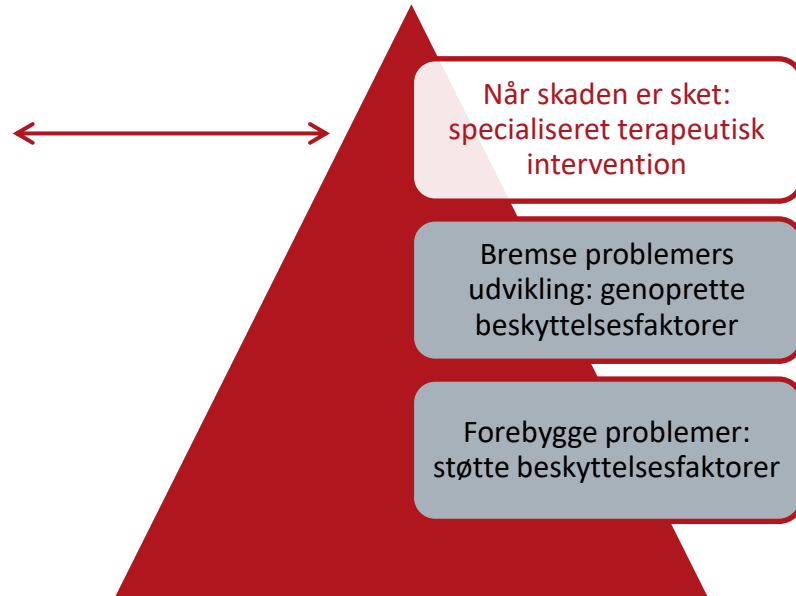 Når skaden er sket:
specialiseret terapeutisk
intervention
Bremse problemers
udvikling: genoprette
beskyttelsesfaktorer
Forebygge problemer:
støtte beskyttelsesfaktorer